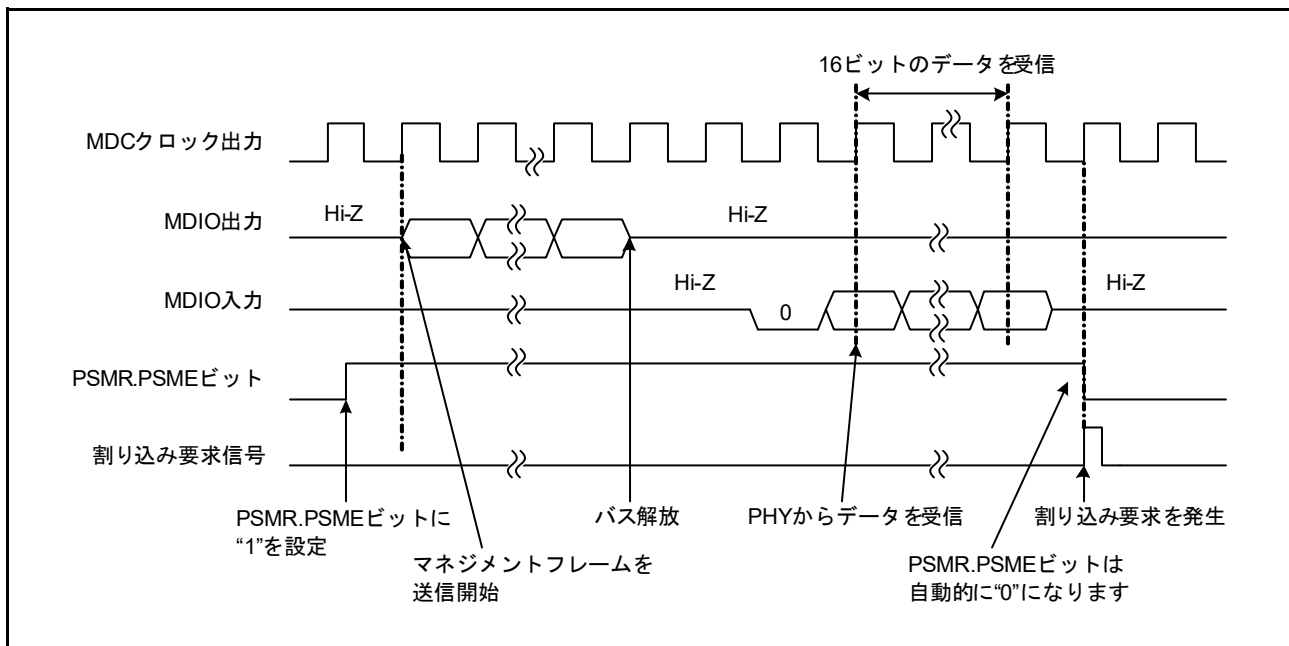 16ビットのデータを受信
MDCクロック出力
Hi-Z
Hi-Z
MDIO出力
Hi-Z
Hi-Z
MDIO入力
0
PSMR.PSMEビット
割り込み要求信号
PSMR.PSMEビットに
“1”を設定
バス解放
PHYからデータを受信
割り込み要求を発生
マネジメントフレームを
送信開始
PSMR.PSMEビットは
自動的に“0”になります